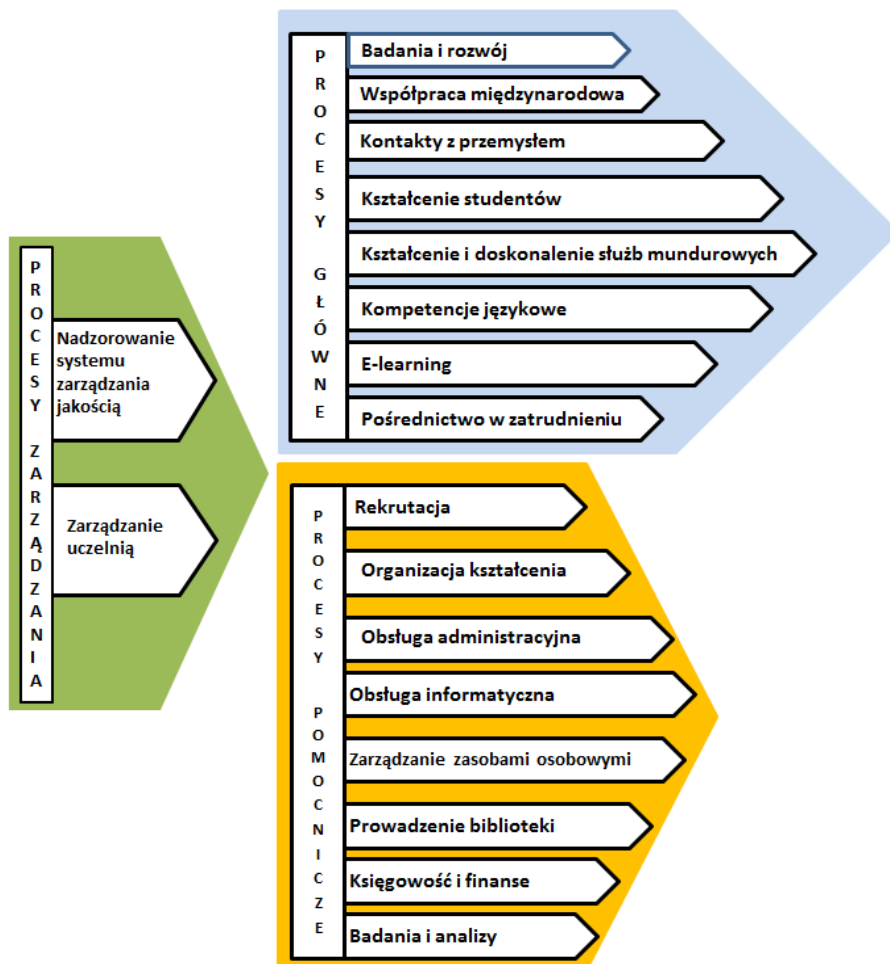 PROCESY ZARZĄDZANIA
Nadzorowanie
systemu
zarządzania
jakością
Zarządzanie
uczelnią
PROCESY GŁÓWNE
Badania i rozwój
Współpraca międzynarodowa
Kontakty z przemysłem
Kształcenie studentów
Kształcenie i doskonalenie służb mundurowych
Kompetencje językowe
E-learning
Pośrednictwo w zatrudnieniu
PROCESY POMOCNICZE
Rekrutacja
Organizacja kształcenia
Obsługa administracyjna
Obsługa informatyczna
Zarządzanie zasobami osobowymi
Prowadzenie biblioteki
Księgowość i finanse
Badania i analizy